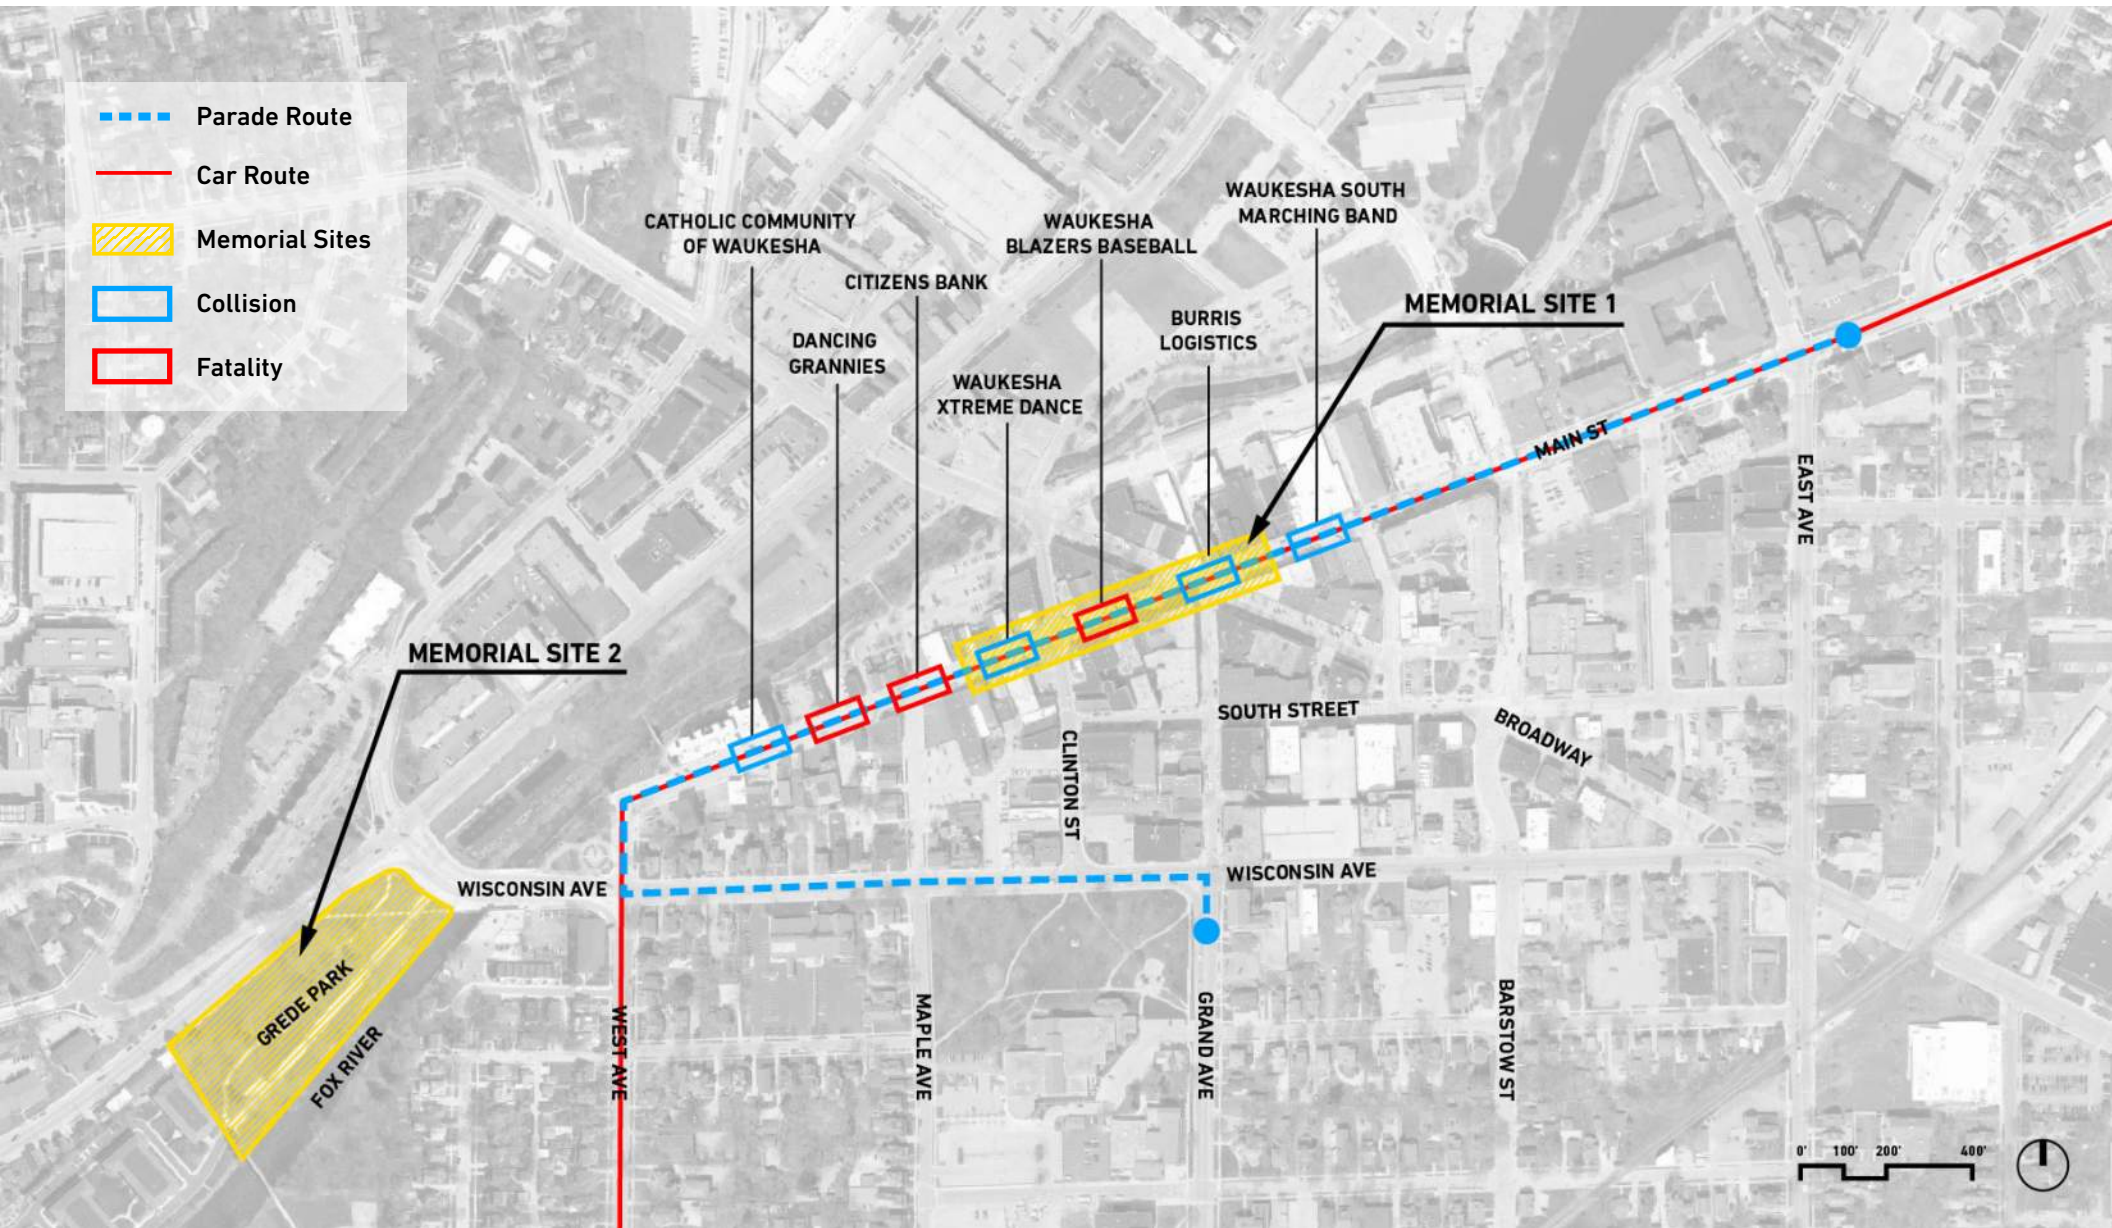 Parade Route
Car Route
Memorial Sites
Collision
Fatality
CATHOLIC COMMUNITY
OF WAUKESHA
DANCING
GRANNIES
CITIZENS BANK
WAUKESHA
XTREME DANCE
WAUKESHA
BLAZERS BASEBALL
BURRIS
LOGISTICS
WAUKESHA SOUTH
MARCHING BAND
MEMORIAL SITE 1
MAIN ST
EAST AVE
MEMORIAL SITE 2
SOUTH STREET
BROADWAY
CLINTON ST
WISCONSIN AVE
WISCONSIN AVE
GREDE PARK
FOX RIVER
WEST AVE
MAPLE AVE
GRAND AVE
BARSTOW ST
0' 100' 200' 400'